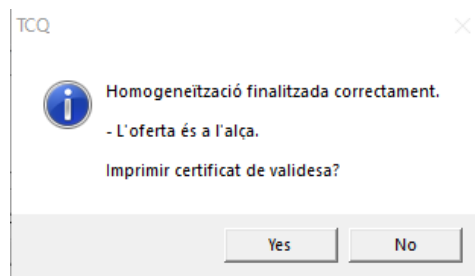 TCQ
Homogeneïtzació finalitzada correctament.
- L'oferta és a l'alça.
Imprimir certificat de validesa?
Yes
No